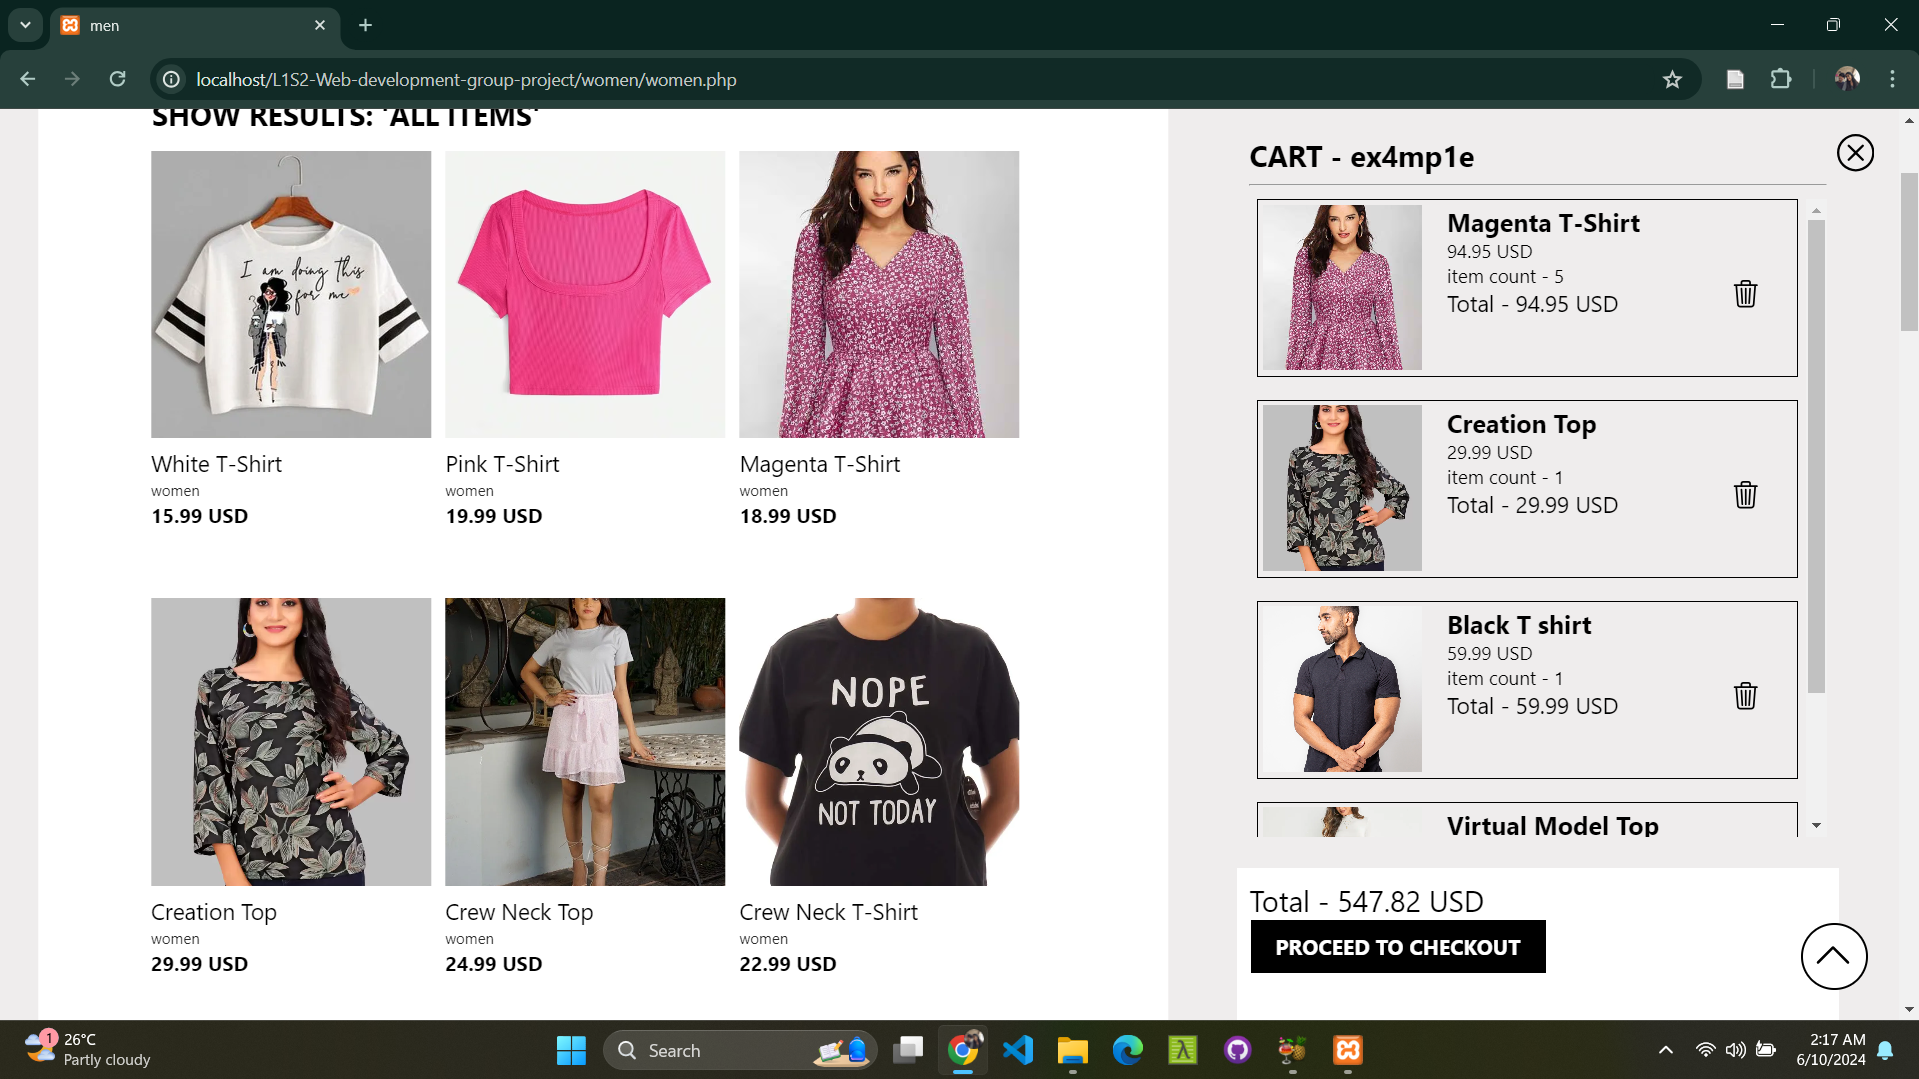 men
localhost/L1S2-Web-development-group-project/women/women.php
SHOW RESULTS: 'ALL ITEMS'
I am doing this
for me
White T-Shirt
women
15.99 USD
Pink T-Shirt
women
19.99 USD
Magenta T-Shirt
women
18.99 USD
NOPE
NOT TODAY
Creation Top
women
29.99 USD
Crew Neck Top
women
24.99 USD
Crew Neck T-Shirt
women
22.99 USD
CART - ex4mp1e
Magenta T-Shirt
94.95 USD
item count - 5
Total - 94.95 USD
Creation Top
29.99 USD
item count - 1
Total - 29.99 USD
Black T shirt
59.99 USD
item count - 1
Total - 59.99 USD
Virtual Model Top
Total - 547.82 USD
PROCEED TO CHECKOUT
1
26°C
Partly cloudy
Search
2:17 AM
6/10/2024